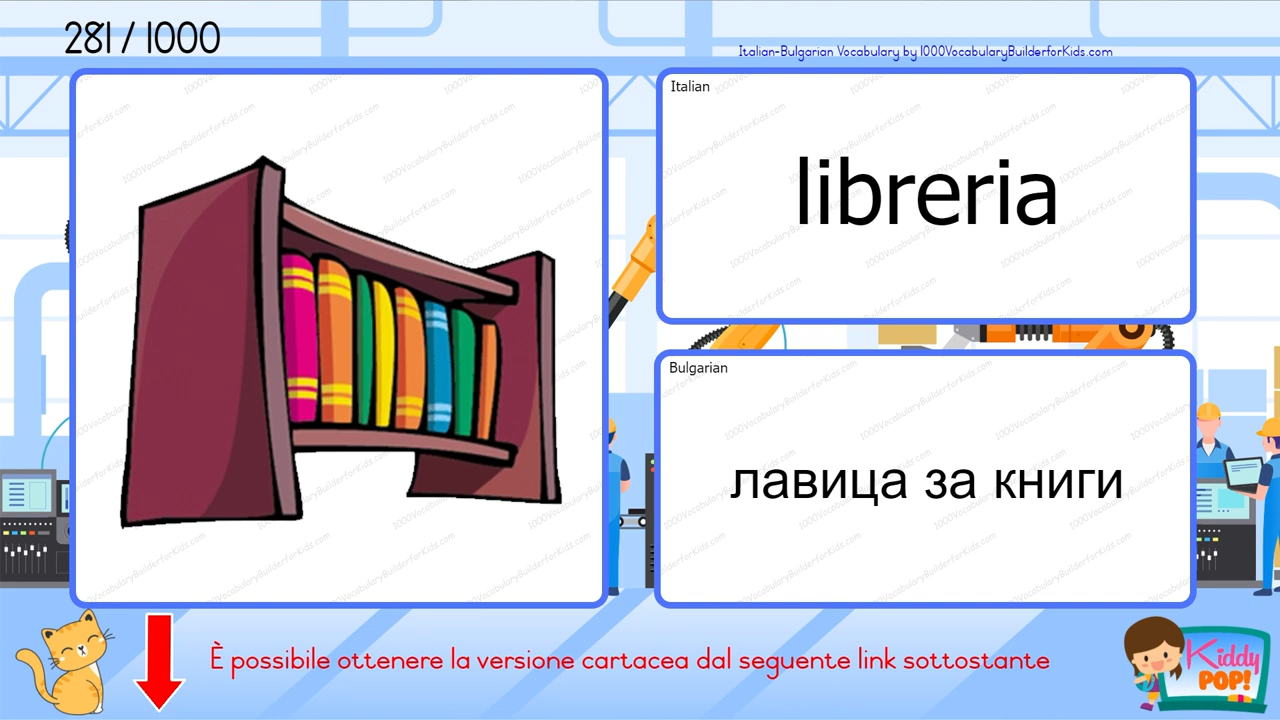 281 / 1000
Italian-Bulgarian Vocabulary by 1000VocabularyBuilderforKids.com
Italian
libreria
Bulgarian
лавица за книги
È possibile ottenere la versione cartacea dal seguente link sottostante
Kiddy
POP!